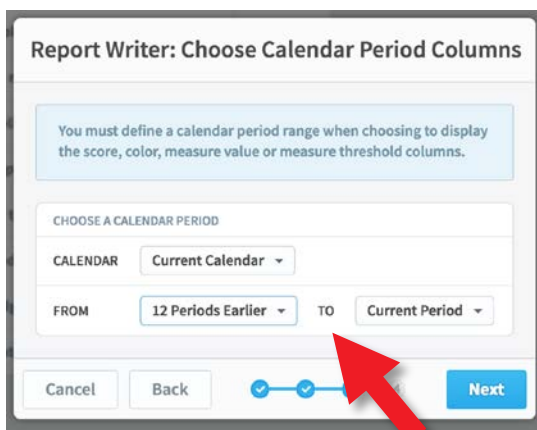 Report Writer: Choose Calendar Period Columns
You must define a calendar period range when choosing to display
the score, color, measure value or measure threshold columns.
CHOOSE A CALENDAR PERIOD
CALENDAR Current Calendar
FROM 12 Periods Earlier TO Current Period
Cancel Back Next